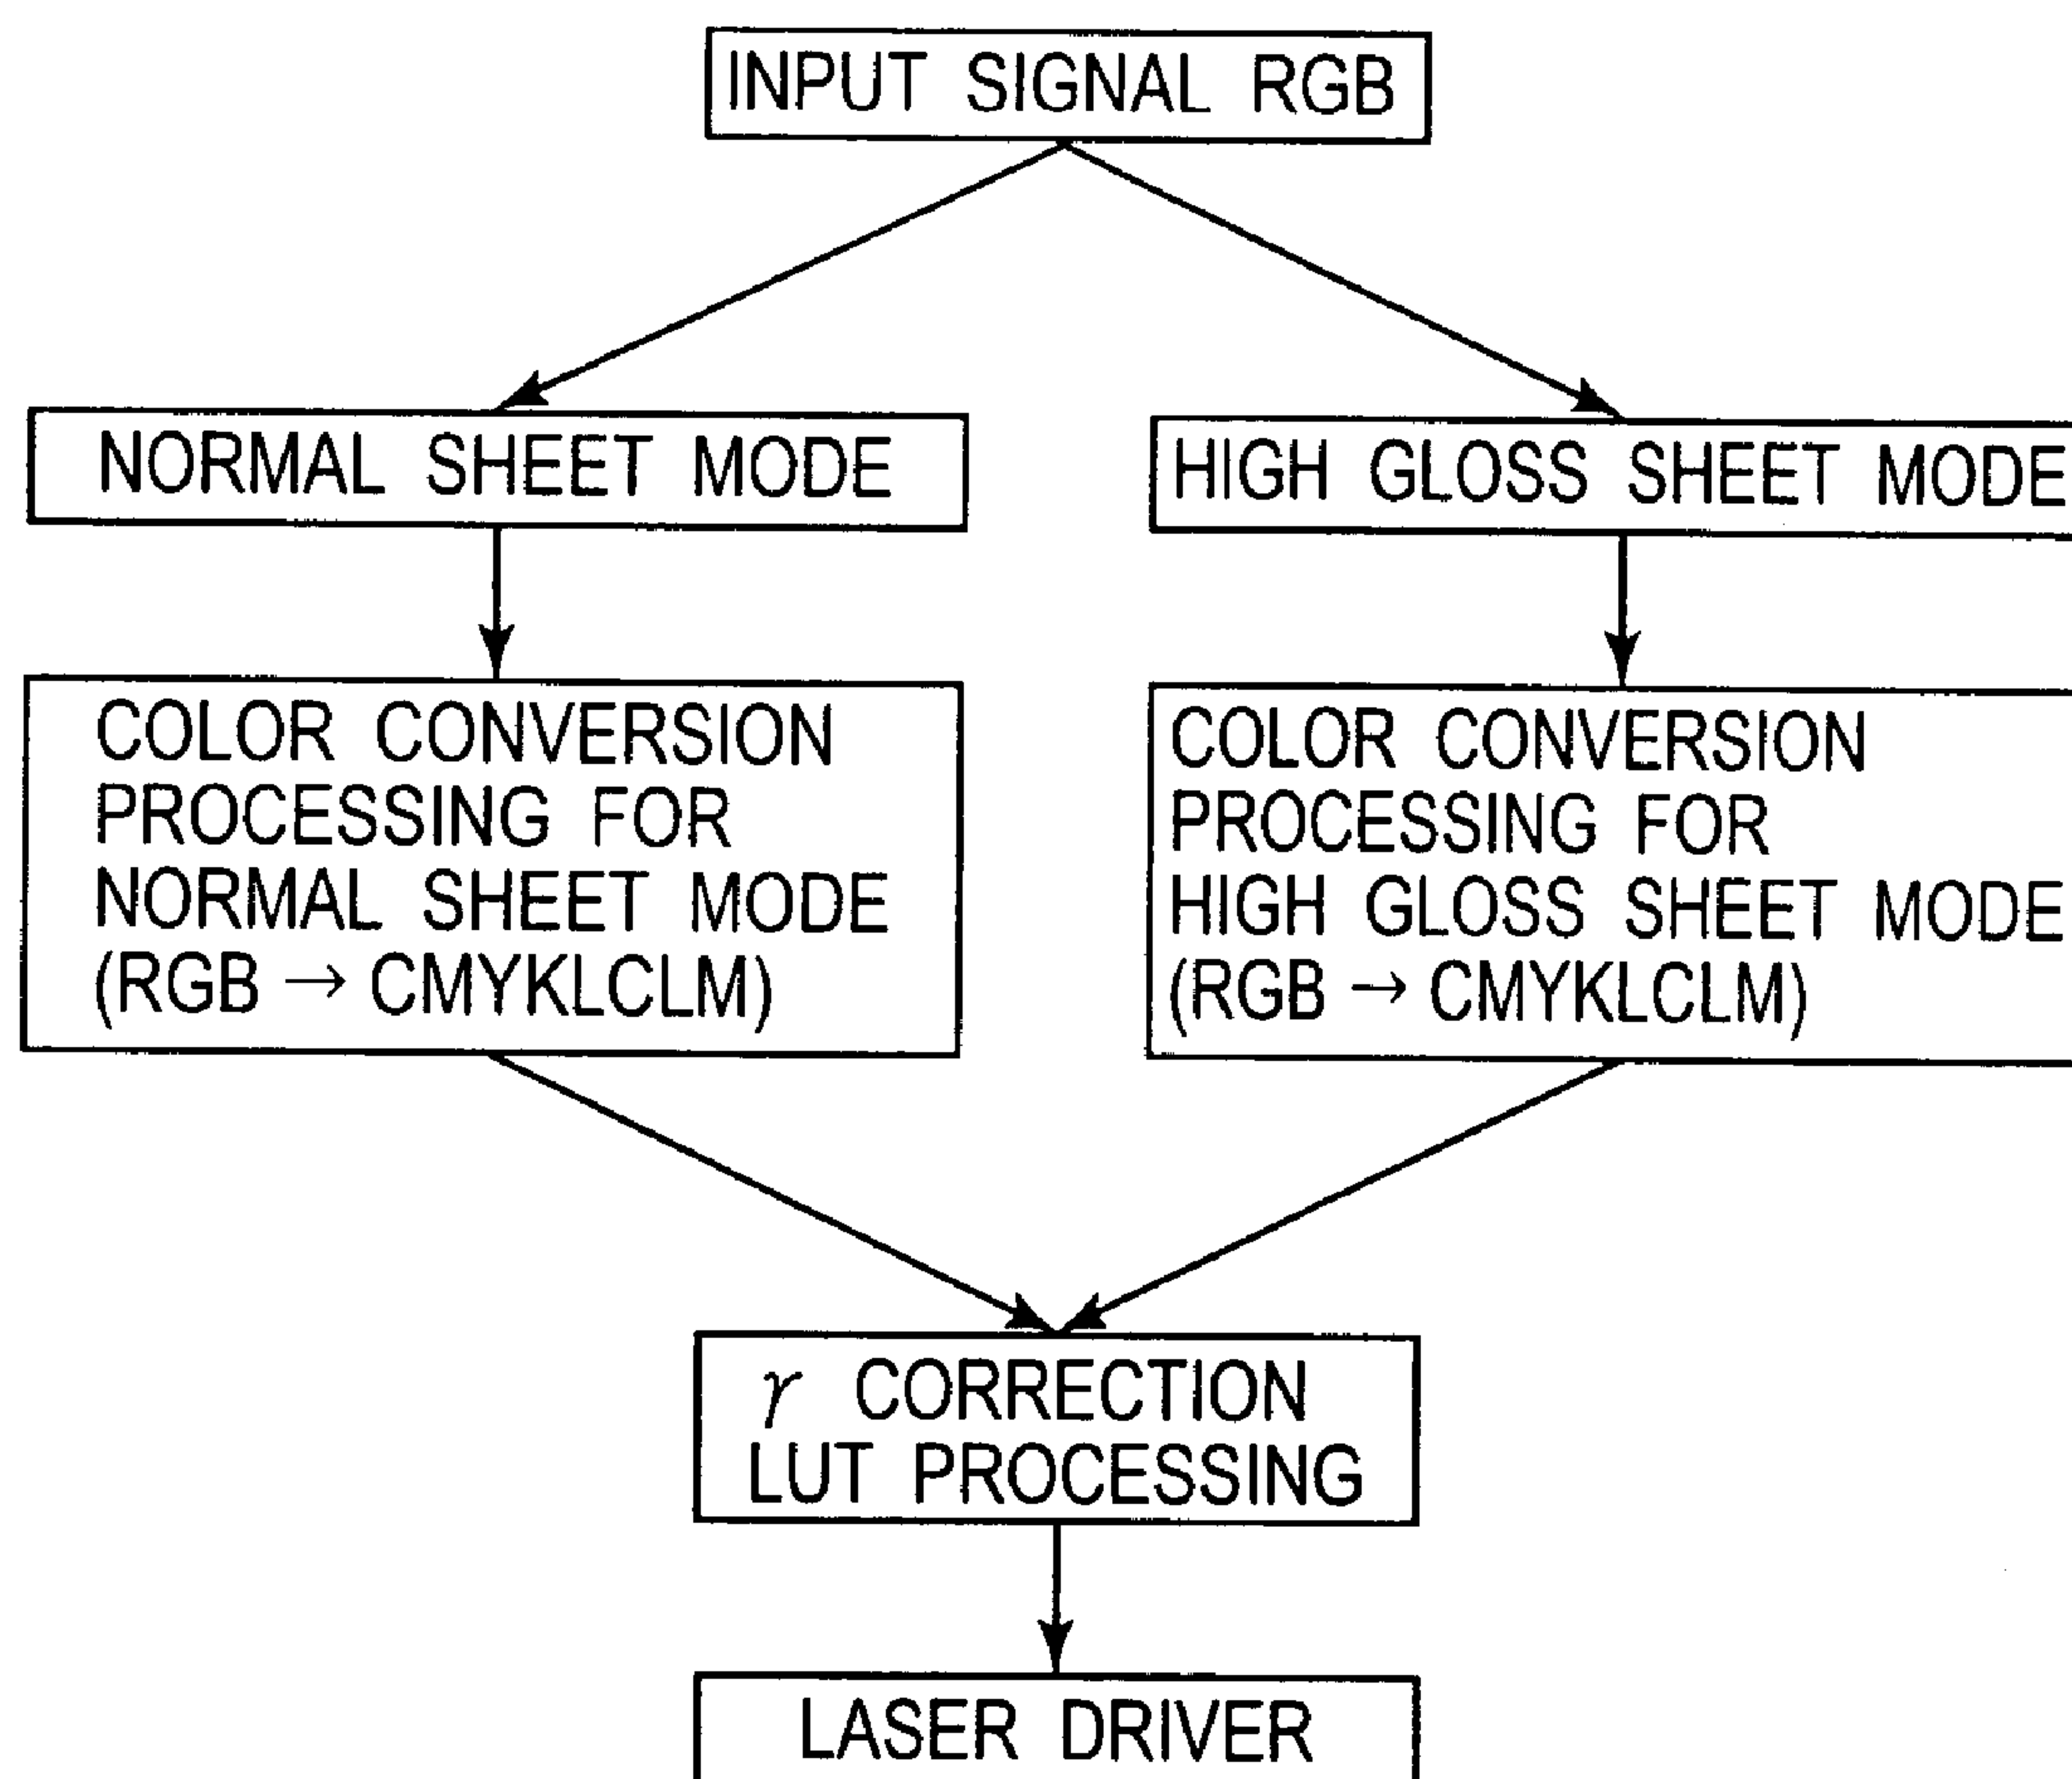 INPUT SIGNAL RGB
NORMAL SHEET MODE
HIGH GLOSS SHEET MODE
COLOR CONVERSION
PROCESSING FOR
NORMAL SHEET MODE
(RGB → CMYKLCLM)
COLOR CONVERSION
PROCESSING FOR
HIGH GLOSS SHEET MODE
(RGB → CMYKLCLM)
γ CORRECTION
LUT PROCESSING
LASER DRIVER